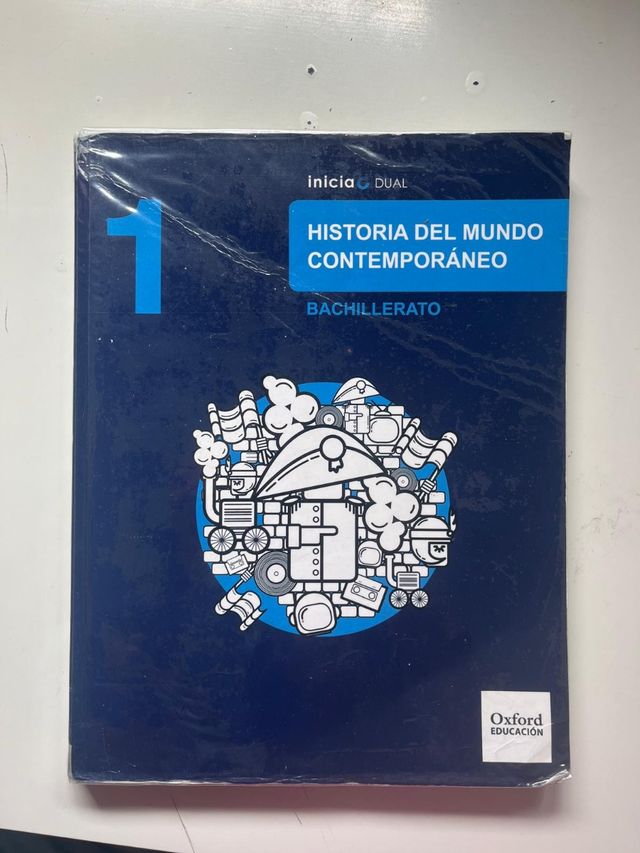 inicia DUAL
1
HISTORIA DEL MUNDO
CONTEMPORÁNEO
BACHILLERATO
Oxford
EDUCACIÓN